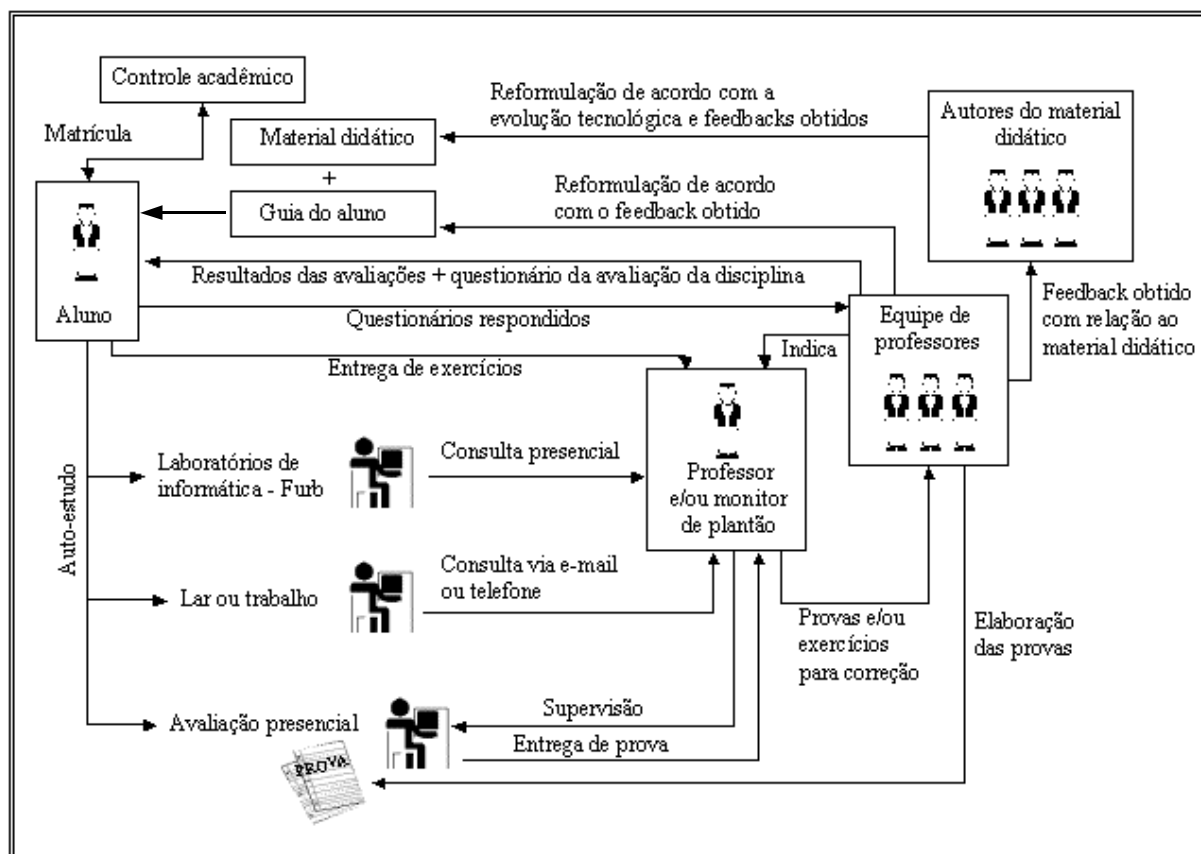 Controle acadêmico
Matrícula
Reformulação de acordo com a
evolução tecnológica e feedbacks obtidos
Autores do material
didático
Material didático
+
Guia do aluno
Reformulação de acordo
com o feedback obtido
Resultados das avaliações + questionário da avaliação da disciplina
Aluno
Questionários respondidos
Equipe de
professores
Feedback obtido
com relação ao
material didático
Indica
Entrega de exercícios
Professor
e/ou monitor
de plantão
Auto-estudo
Laboratórios de
informática - Furb
Consulta presencial
Lar ou trabalho
Consulta via e-mail
ou telefone
Provas e/ou
exercícios
para correção
Elaboração
das provas
Avaliação presencial
Supervisão
Entrega de prova
PROVA